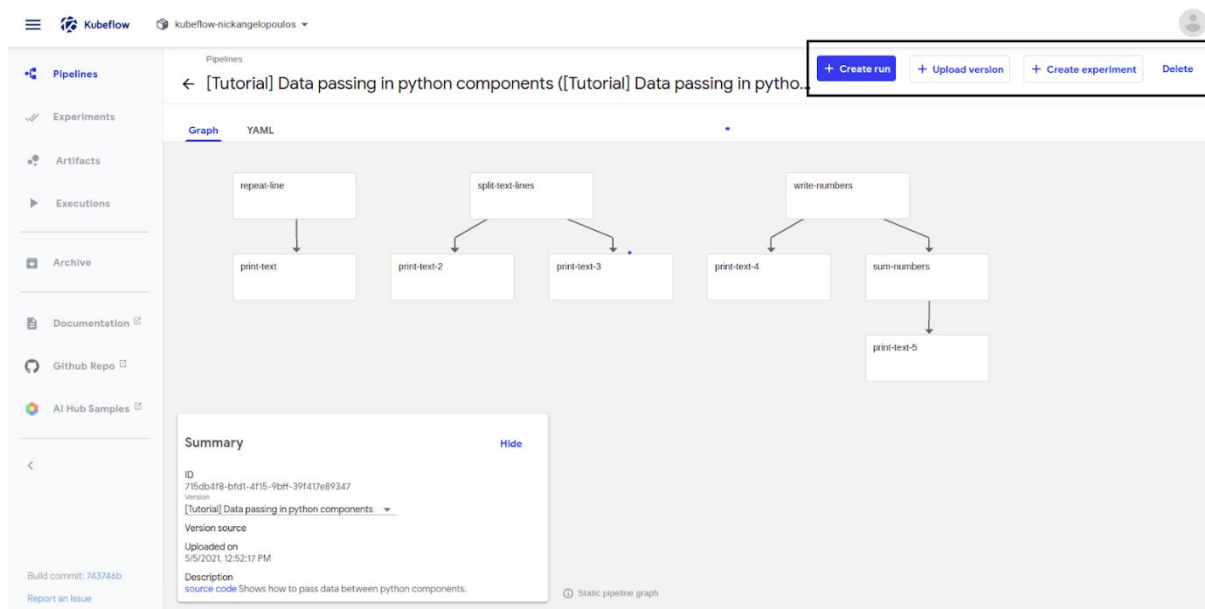 Kubeflow
kubeflow-nickangelopoulos
Pipelines
Experiments
Artifacts
Executions
Archive
Documentation
Github Repo
AI Hub Samples
Build commit: 743746b
Report an Issue
Pipelines
[Tutorial] Data passing in python components ([Tutorial] Data passing in pytho...
+ Create run
+ Upload version
+ Create experiment
Delete
Graph
YAML
repeat-line
split-text-lines
write-numbers
print-text
print-text-2
print-text-3
print-text-4
sum-numbers
print-text-5
Summary
Hide
ID
715db4f8-bfd1-4f15-9bff-39f417e89347
Version
[Tutorial] Data passing in python components
Version source
Uploaded on
5/5/2021, 12:52:17 PM
Description
source code Shows how to pass data between python components.
Static pipeline graph